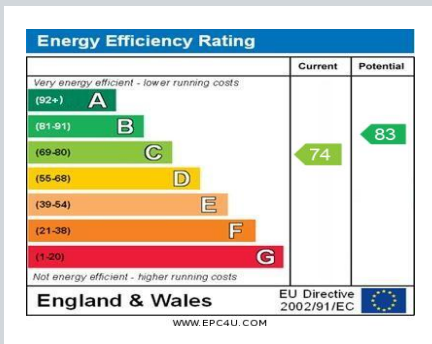 Energy Efficiency Rating
Current Potential
Very energy efficient - lower running costs
(92+) A
(81-91) B
83
(69-80) C
74
(55-68) D
(39-54) E
(21-38) F
(1-20) G
Not energy efficient - higher running costs
England & Wales
EU Directive
2002/91/EC
WWW.EPC4U.COM